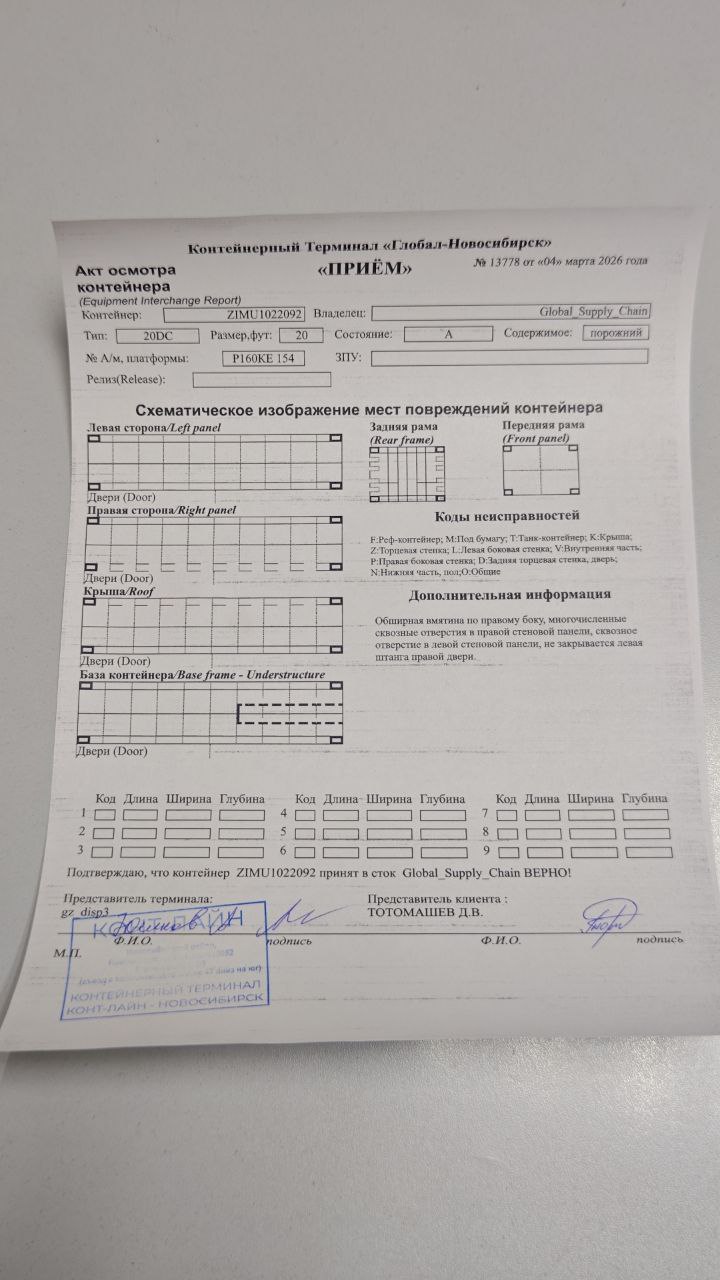 Контейнерный Терминал «Глобал-Новосибирск»
Акт осмотра контейнера
«ПРИЁМ»
№ 13778 от «04» марта 2026 года
(Equipment Interchange Report)
Контейнер: ZIMU1022092 Владелец: Global_Supply_Chain
Тип: 20DC Размер,фут: 20 Состояние: A Содержимое: порожний
№ А/м, платформы: Р160КЕ 154 ЗПУ:
Релиз(Release):
Схематическое изображение мест повреждений контейнера
Левая сторона/Left panel
Задняя рама
(Rear frame)
Передняя рама
(Front panel)
Двери (Door)
Правая сторона/Right panel
Двери (Door)
Крыша/Roof
Двери (Door)
База контейнера/Base frame - Understructure
Двери (Door)
Коды неисправностей
F:Реф-контейнер; M:Под бумагу; T:Танк-контейнер; K:Крыша;
Z:Торцевая стенка; L:Левая боковая стенка; V:Внутренняя часть;
P:Правая боковая стенка; D:Задняя торцевая стенка, дверь;
N:Нижняя часть, пол;O:Общие
Дополнительная информация
Обширная вмятина по правому боку, многочисленные
сквозные отверстия в правой стеновой панели, сквозное
отверстие в левой стеновой панели, не закрывается левая
штанга правой двери.
Код Длина Ширина Глубина Код Длина Ширина Глубина Код Длина Ширина Глубина
1 4 7
2 5 8
3 6 9
Подтверждаю, что контейнер ZIMU1022092 принят в сток Global_Supply_Chain ВЕРНО!
Представитель терминала:
gz_disp3
Представитель клиента :
ТОТОМАШЕВ Д.В.
Ф.И.О. подпись Ф.И.О. подпись
М.П.
КОНТ-ЛАЙН
КОНТЕЙНЕРНЫЙ ТЕРМИНАЛ
КОНТ-ЛАЙН - НОВОСИБИРСК